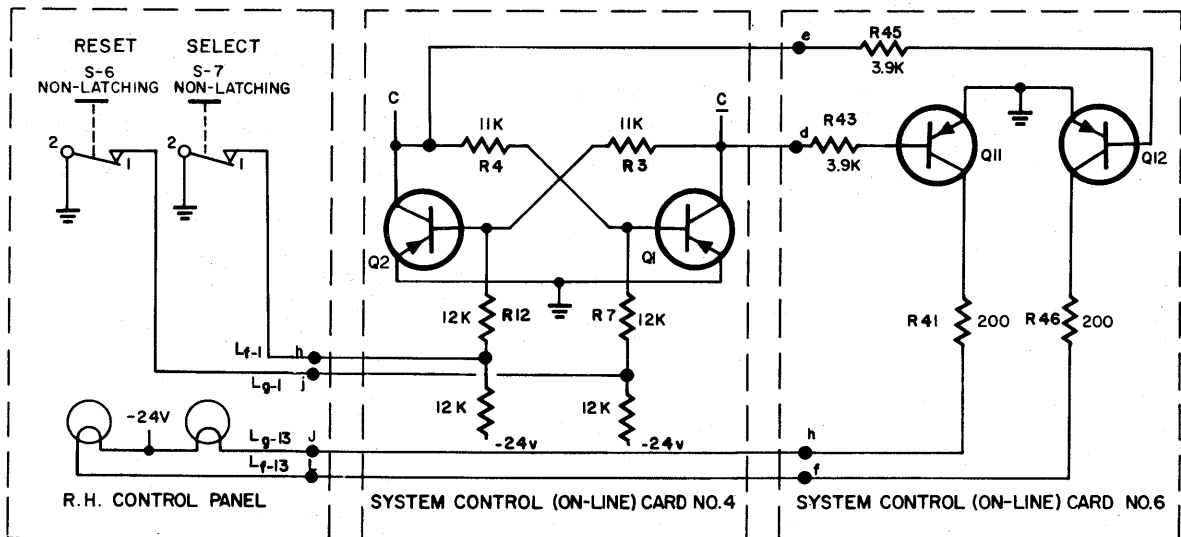 RESET
S-6
NON-LATCHING
2
1
SELECT
S-7
NON-LATCHING
2
1
Lf-1
h
Lg-1
j
-24V
Lg-13
J
Lf-13
L
R.H. CONTROL PANEL
C
C
11K
R4
11K
R3
Q2
Q1
12K
R12
R7
12K
12K
12K
-24v
-24v
SYSTEM CONTROL (ON-LINE) CARD NO.4
e
R45
3.9K
d
R43
3.9K
Q11
Q12
R41
200
R46
200
h
f
SYSTEM CONTROL (ON-LINE) CARD NO.6